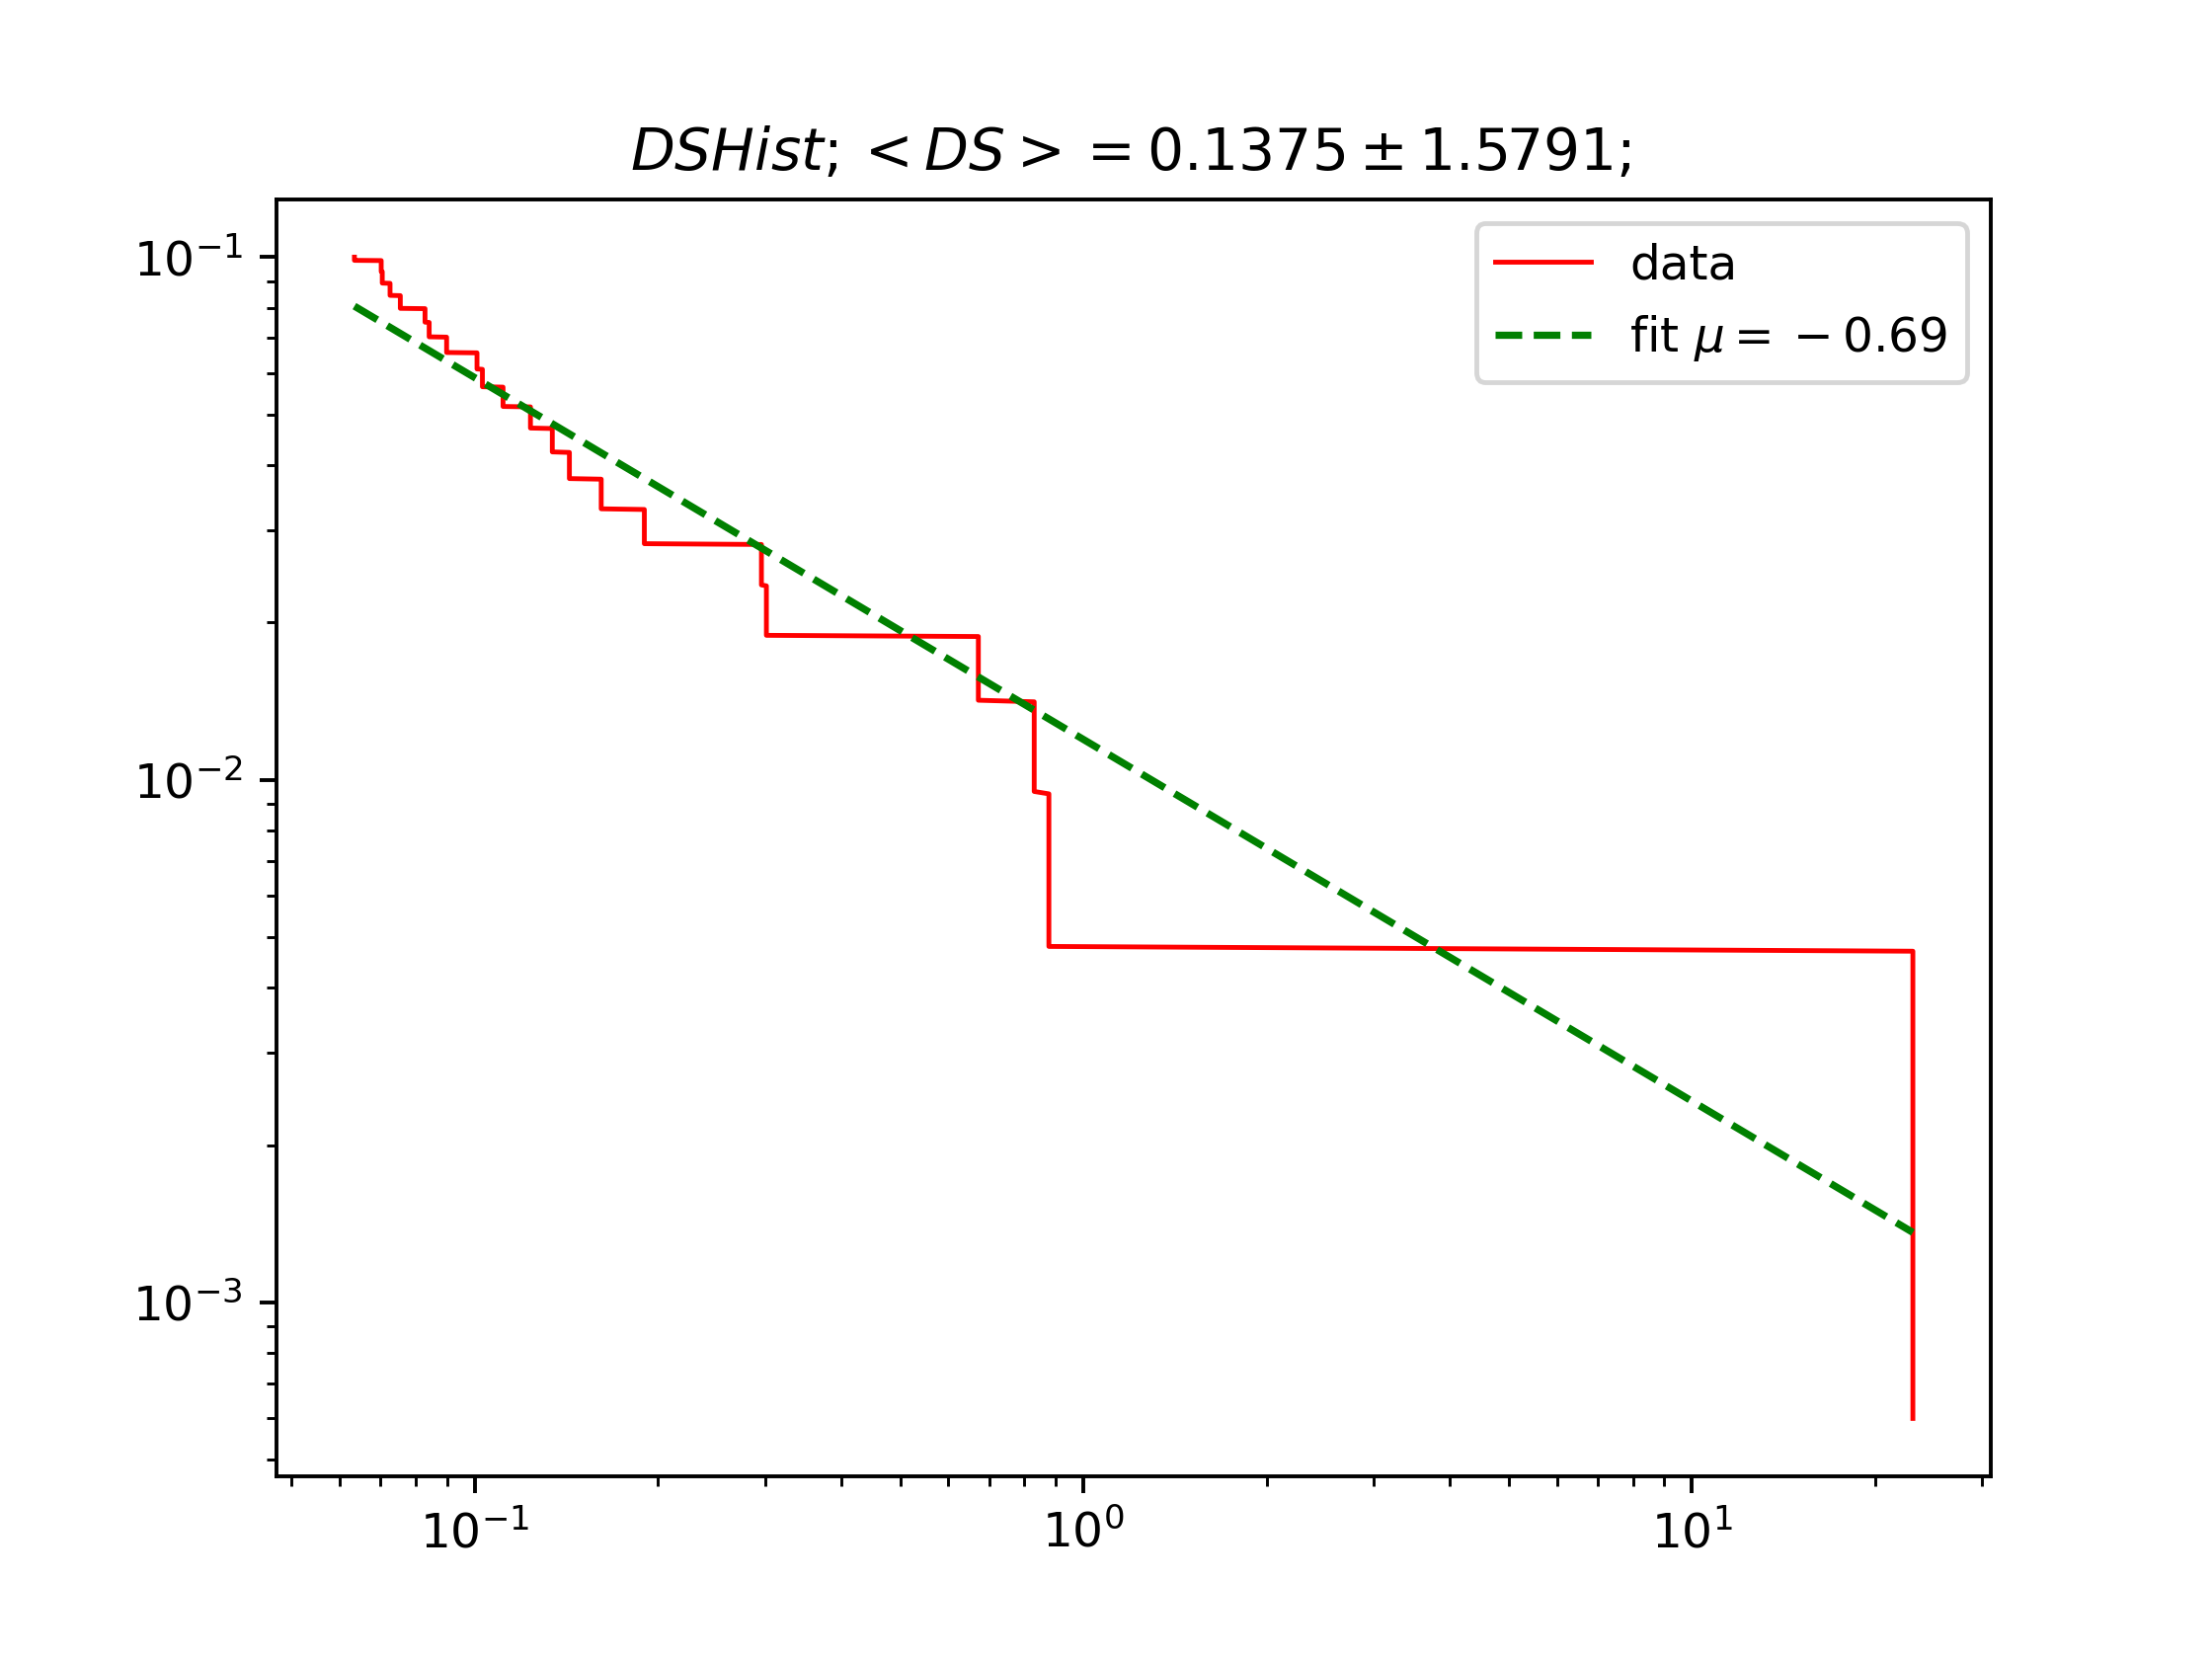 DSHist; <DS> = 0.1375 ± 1.5791;
data
fit μ = −0.69
10⁻¹
10⁻²
10⁻³
10⁻¹ 10⁰ 10¹